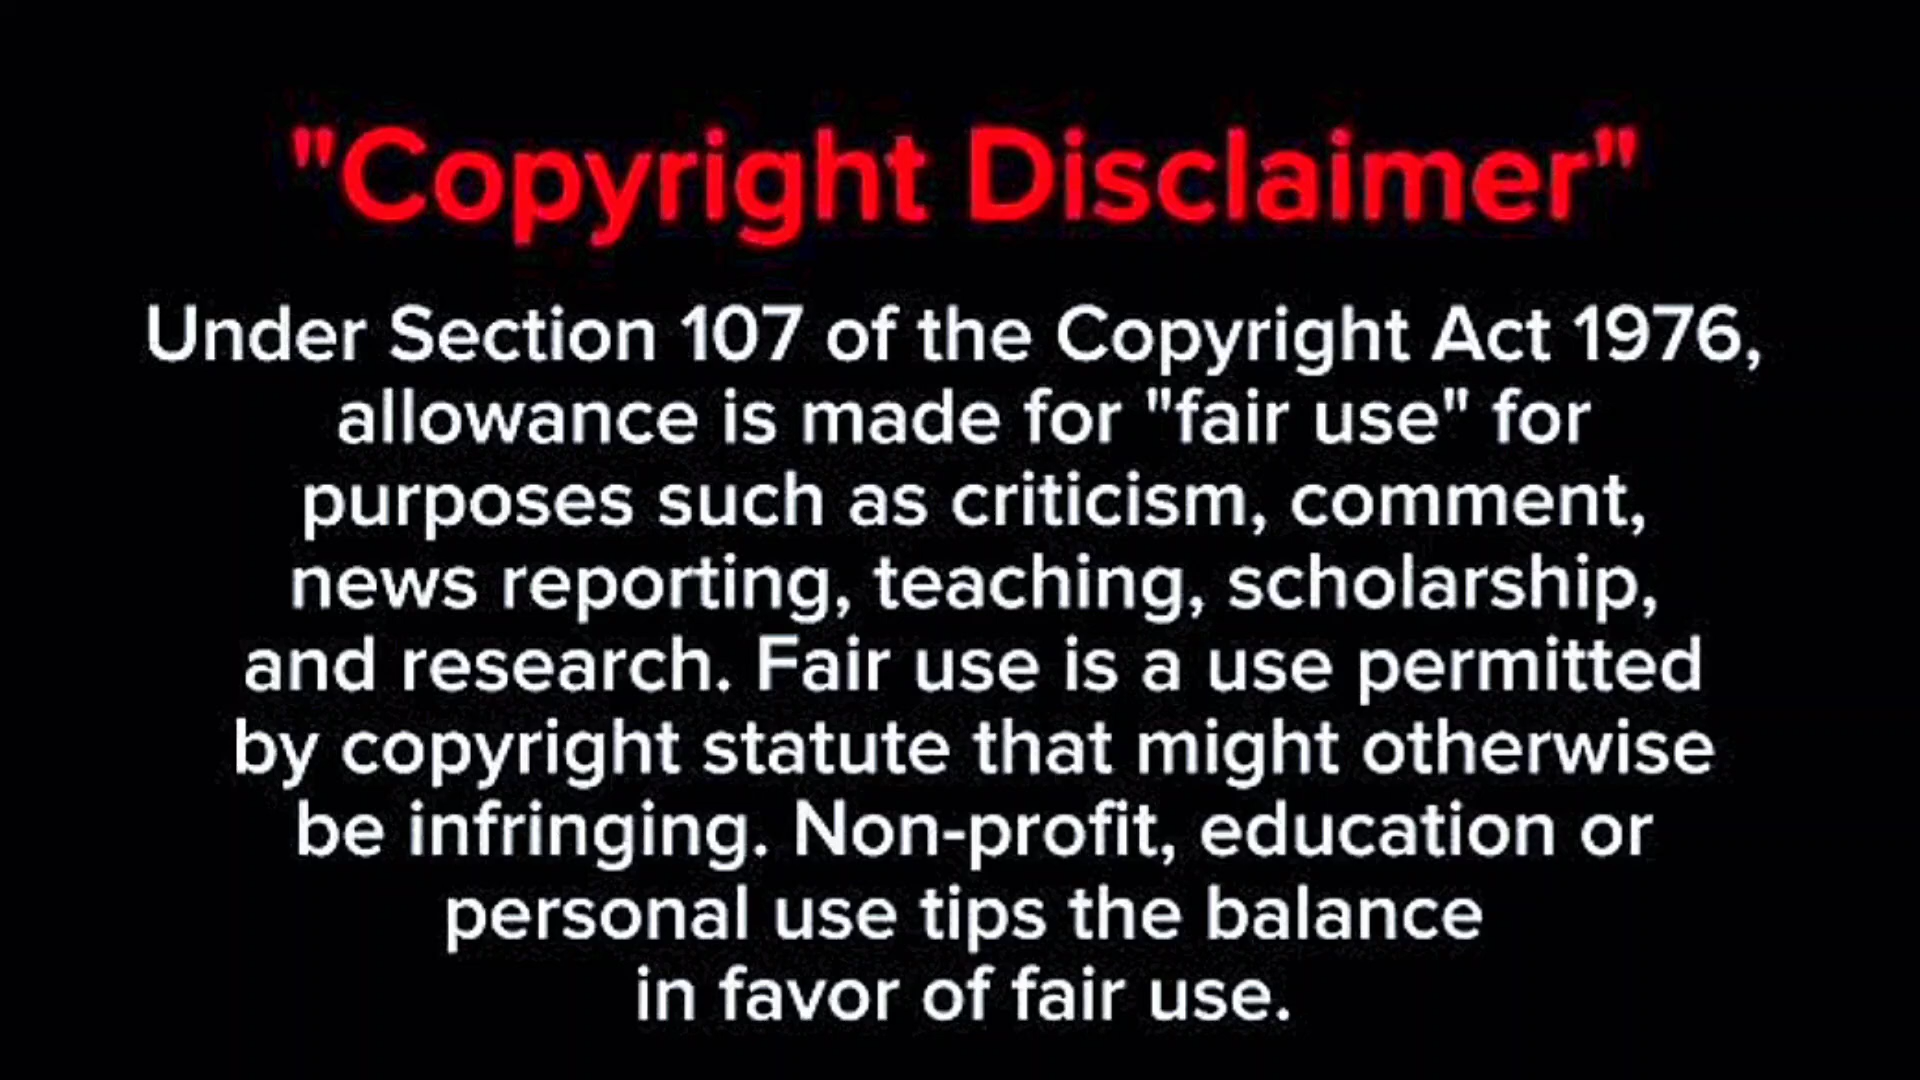 "Copyright Disclaimer"
Under Section 107 of the Copyright Act 1976,
allowance is made for "fair use" for
purposes such as criticism, comment,
news reporting, teaching, scholarship,
and research. Fair use is a use permitted
by copyright statute that might otherwise
be infringing. Non-profit, education or
personal use tips the balance
in favor of fair use.